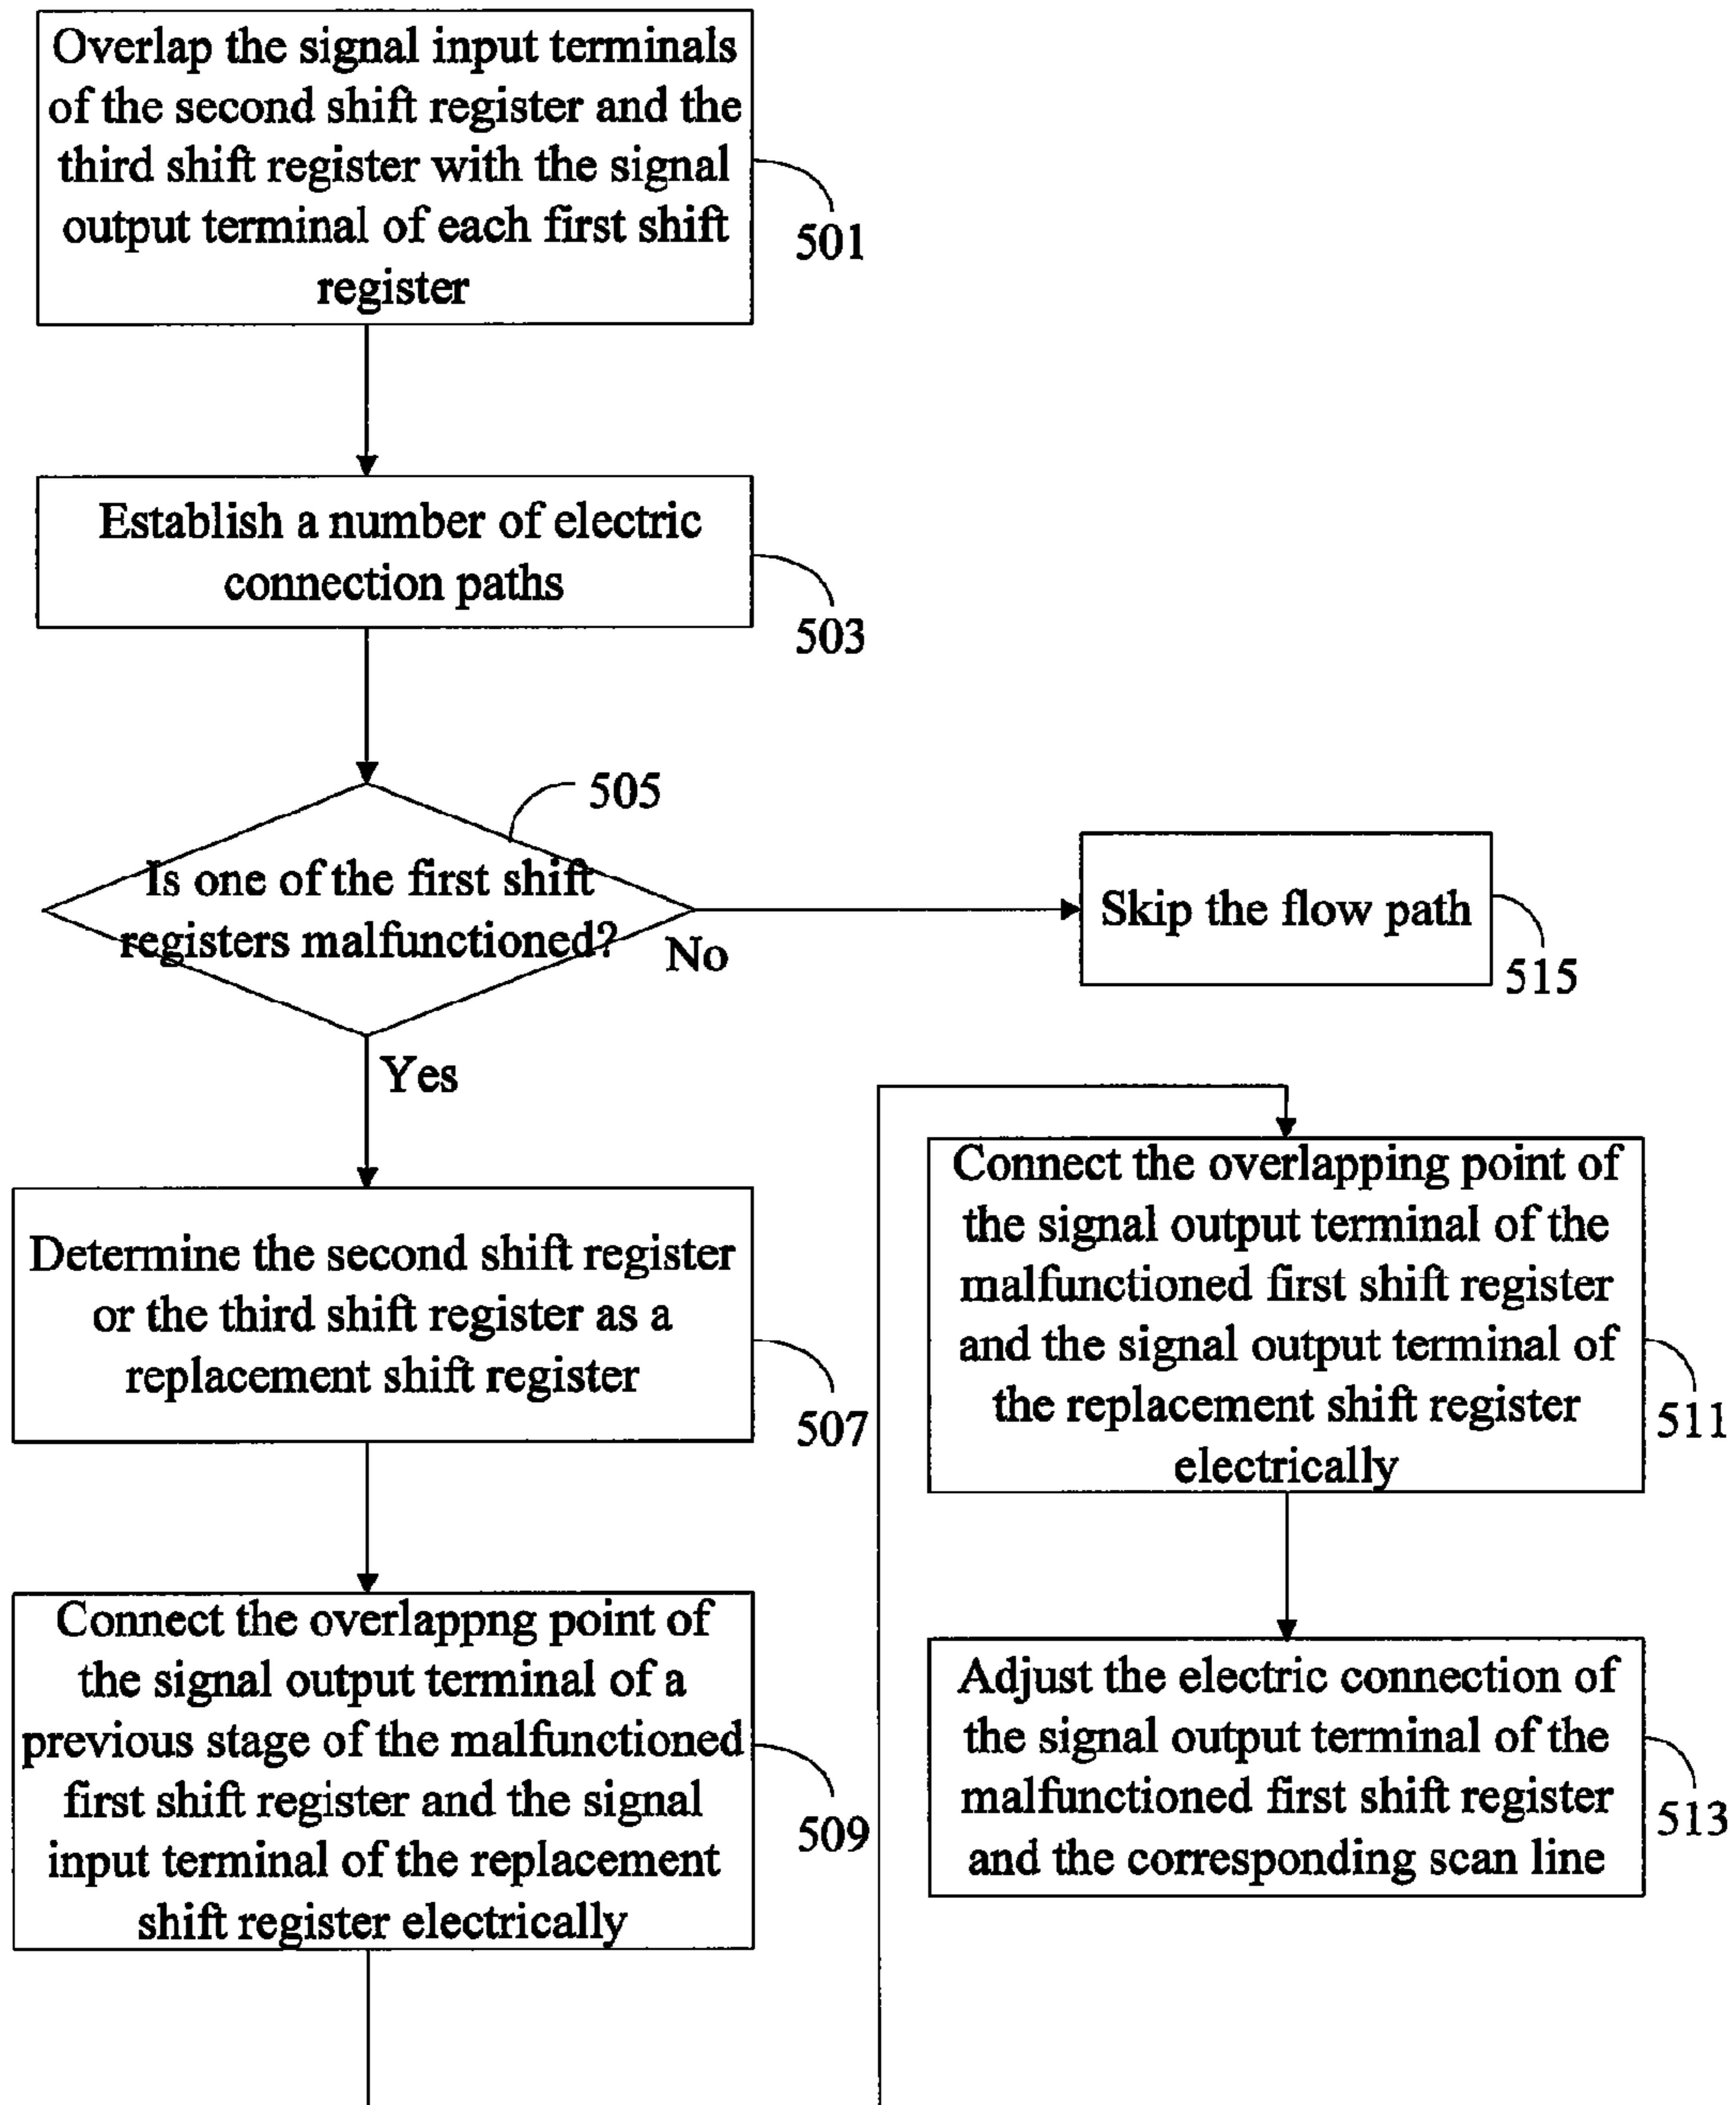 Overlap the signal input terminals
of the second shift register and the
third shift register with the signal
output terminal of each first shift
register
501
Establish a number of electric
connection paths
503
505
Is one of the first shift
registers malfunctioned?
No
Skip the flow path
515
Yes
Determine the second shift register
or the third shift register as a
replacement shift register
507
Connect the overlappng point of
the signal output terminal of a
previous stage of the malfunctioned
first shift register and the signal
input terminal of the replacement
shift register electrically
509
Connect the overlapping point of
the signal output terminal of the
malfunctioned first shift register
and the signal output terminal of
the replacement shift register
electrically
511
Adjust the electric connection of
the signal output terminal of the
malfunctioned first shift register
and the corresponding scan line
513